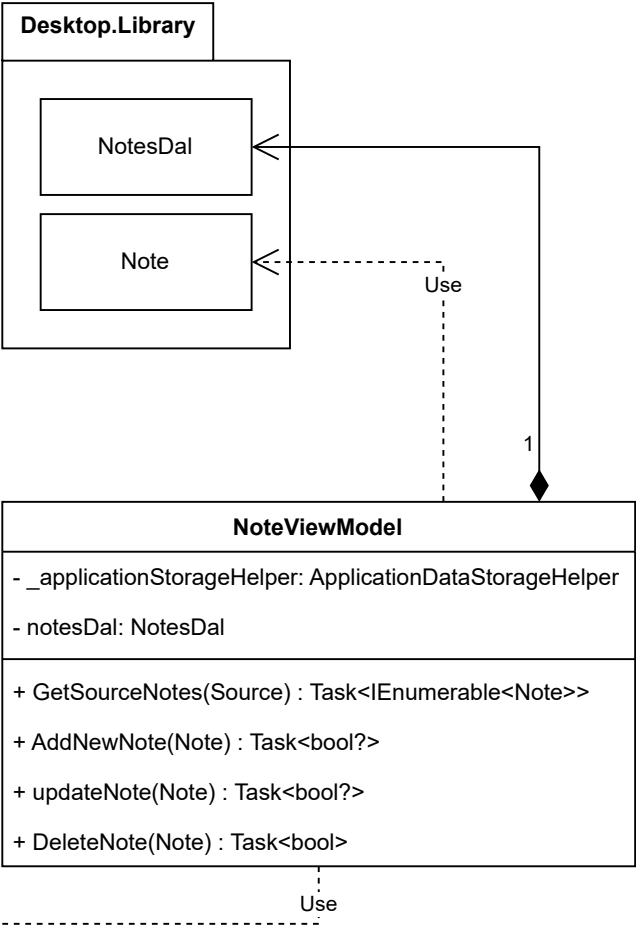 Desktop.Library
NotesDal
Note
Use
1
NoteViewModel
- _applicationStorageHelper: ApplicationDataStorageHelper
- notesDal: NotesDal
+ GetSourceNotes(Source) : Task<IEnumerable<Note>>
+ AddNewNote(Note) : Task<bool?>
+ updateNote(Note) : Task<bool?>
+ DeleteNote(Note) : Task<bool>
Use